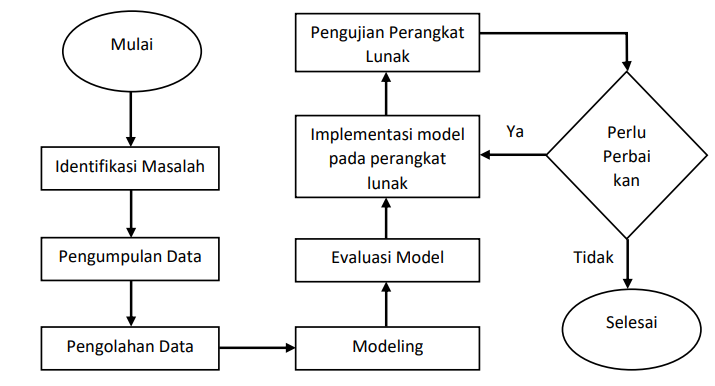 Mulai
Identifikasi Masalah
Pengumpulan Data
Pengolahan Data
Modeling
Evaluasi Model
Implementasi model
pada perangkat
lunak
Pengujian Perangkat
Lunak
Perlu
Perbai
kan
Ya
Tidak
Selesai